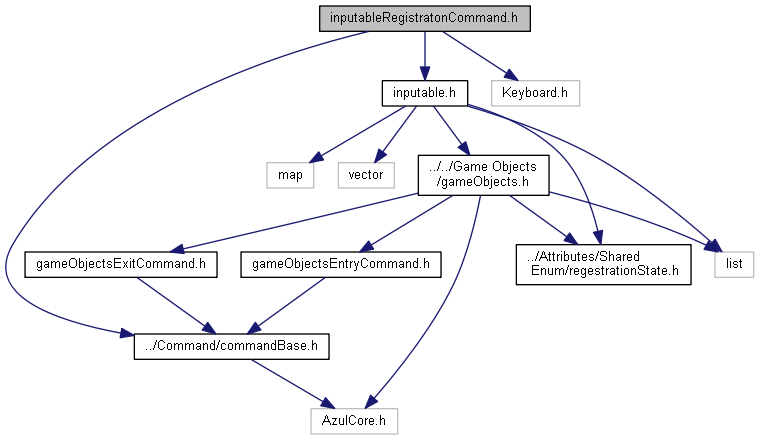 inputableRegistratonCommand.h
inputable.h
Keyboard.h
map
vector
../../Game Objects
/gameObjects.h
gameObjectsExitCommand.h
gameObjectsEntryCommand.h
../Attributes/Shared
Enum/regestrationState.h
list
../Command/commandBase.h
AzulCore.h